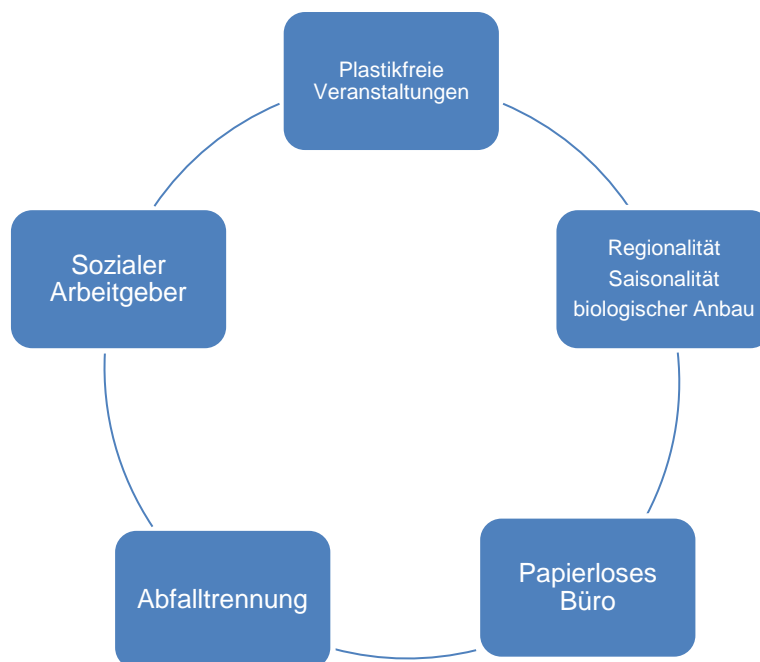 Plastikfreie
Veranstaltungen
Regionalität
Saisonalität
biologischer Anbau
Papierloses
Büro
Abfalltrennung
Sozialer
Arbeitgeber